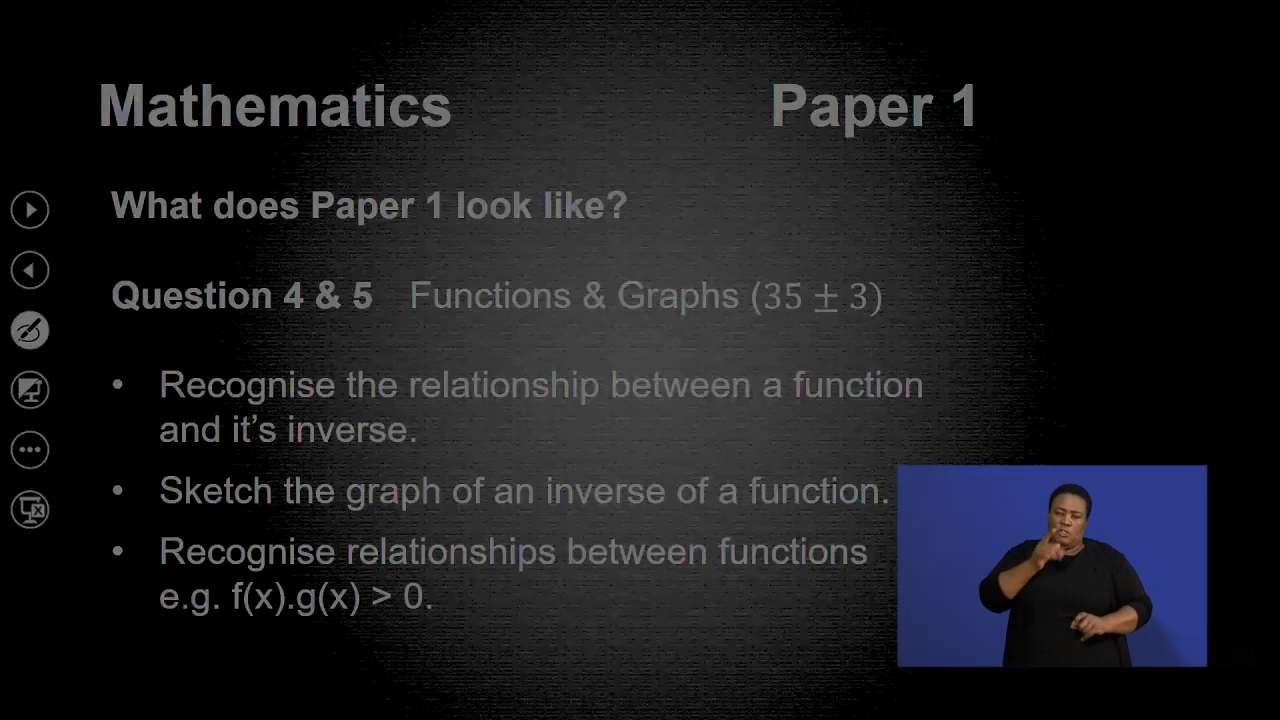 Mathematics Paper 1
What does Paper 1 look like?
Question 4 & 5 Functions & Graphs (35 ± 3)
• Recognise the relationship between a function
and it’s inverse.
• Sketch the graph of an inverse of a function.
• Recognise relationships between functions
e.g. f(x).g(x) > 0.